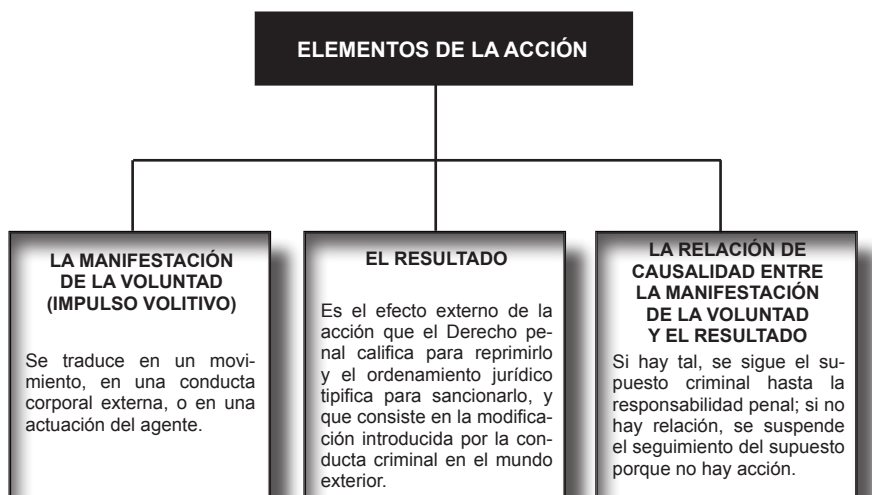 ELEMENTOS DE LA ACCIÓN
LA MANIFESTACIÓN
DE LA VOLUNTAD
(IMPULSO VOLITIVO)
Se traduce en un movi-
miento, en una conducta
corporal externa, o en una
actuación del agente.
EL RESULTADO
Es el efecto externo de la
acción que el Derecho pe-
nal califica para reprimirlo
y el ordenamiento jurídico
tipifica para sancionarlo, y
que consiste en la modifica-
ción introducida por la con-
ducta criminal en el mundo
exterior.
LA RELACIÓN DE
CAUSALIDAD ENTRE
LA MANIFESTACIÓN
DE LA VOLUNTAD
Y EL RESULTADO
Si hay tal, se sigue el su-
puesto criminal hasta la
responsabilidad penal; si no
hay relación, se suspende
el seguimiento del supuesto
porque no hay acción.